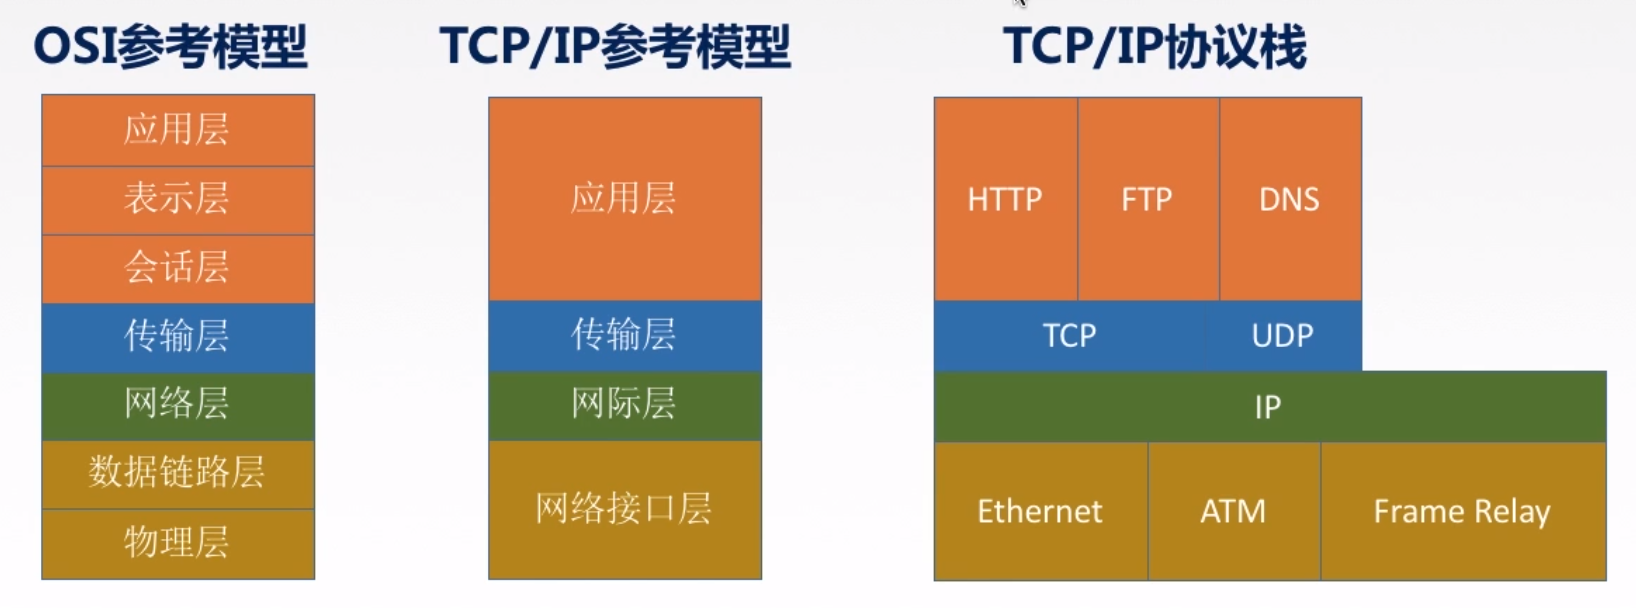 OSI参考模型
应用层
表示层
会话层
传输层
网络层
数据链路层
物理层
TCP/IP参考模型
应用层
传输层
网际层
网络接口层
TCP/IP协议栈
HTTP FTP DNS
TCP UDP
IP
Ethernet ATM Frame Relay